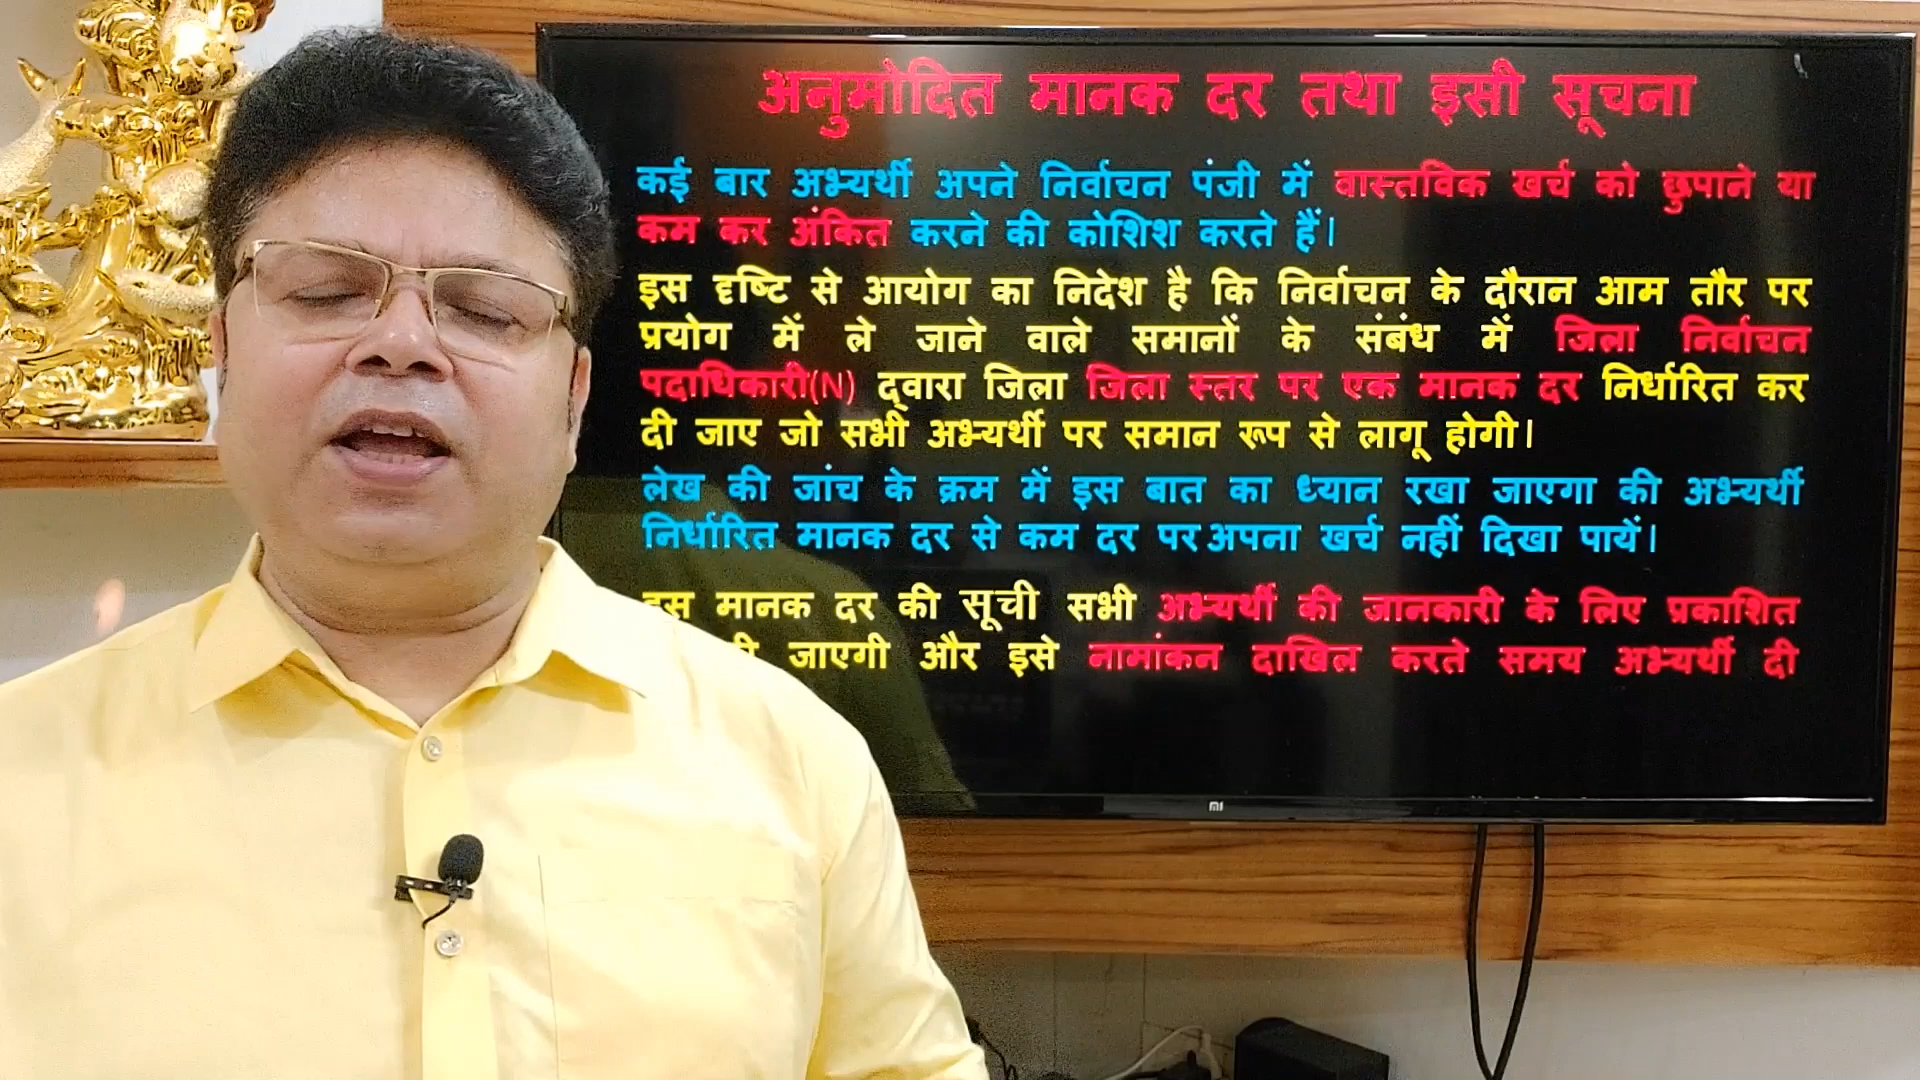 अनुमोदित मानक दर तथा इसी सूचना
कई बार अभ्यर्थी अपने निर्वाचन पंजी में वास्तविक खर्च को छुपाने या
कम कर अंकित करने की कोशिश करते हैं।
इस दृष्टि से आयोग का निदेश है कि निर्वाचन के दौरान आम तौर पर
प्रयोग में ले जाने वाले समानों के संबंध में जिला निर्वाचन
पदाधिकारी(N) द्वारा जिला जिला स्तर पर एक मानक दर निर्धारित कर
दी जाए जो सभी अभ्यर्थी पर समान रूप से लागू होगी।
लेख की जांच के क्रम में इस बात का ध्यान रखा जाएगा की अभ्यर्थी
निर्धारित मानक दर से कम दर पर अपना खर्च नहीं दिखा पायें।
इस मानक दर की सूची सभी अभ्यर्थी की जानकारी के लिए प्रकाशित
जाएगी और इसे नामांकन दाखिल करते समय अभ्यर्थी दी
mi